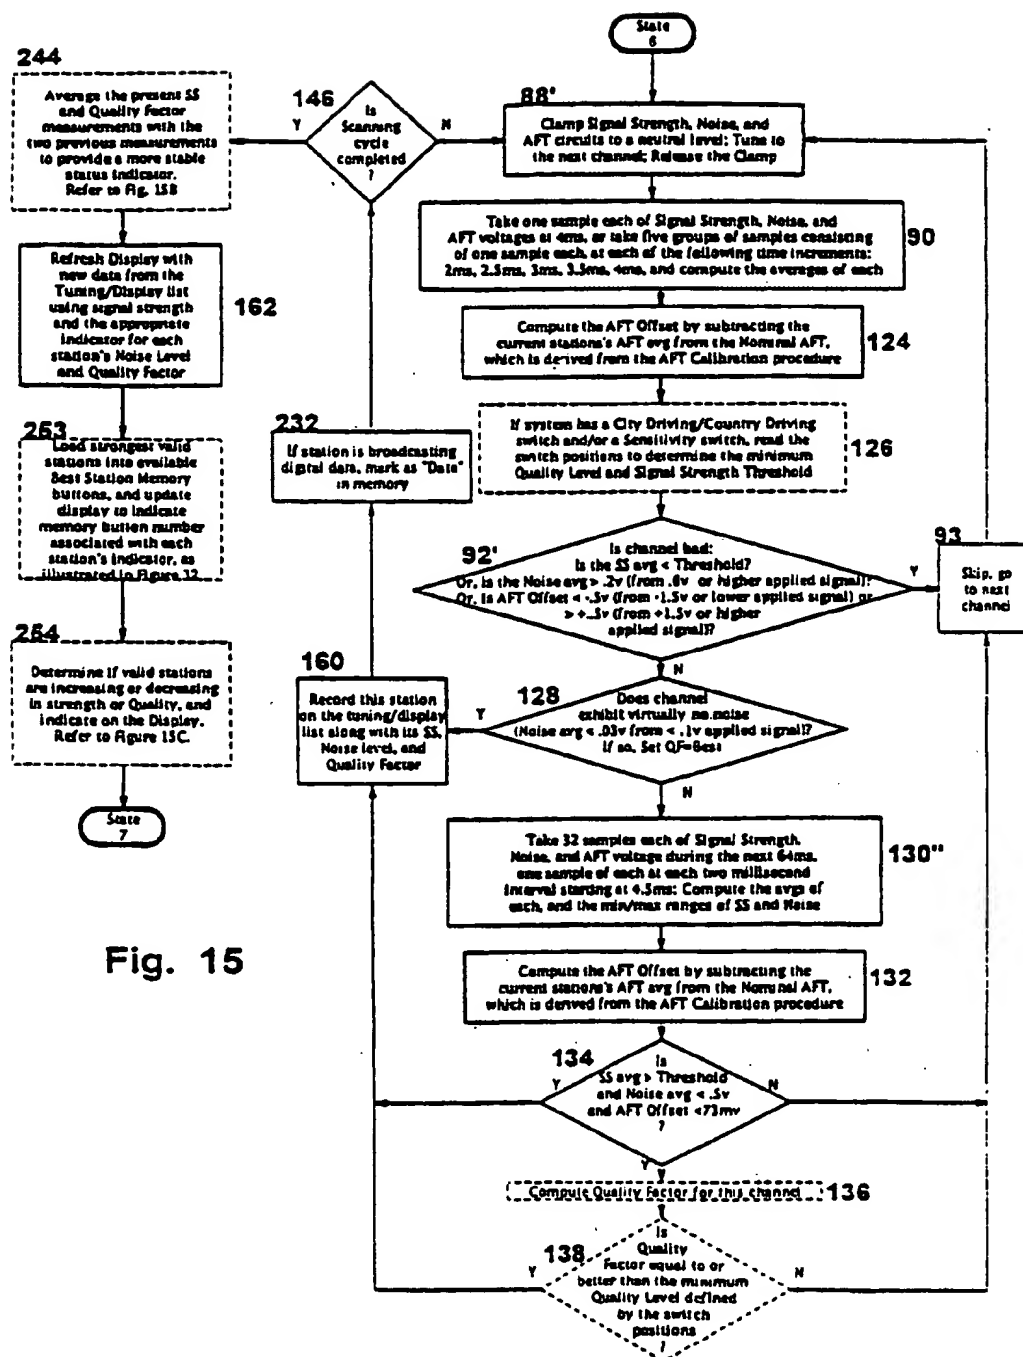 State
6
244
Average the present SS
and Quality Factor
measurements with the
two previous measurements
to provide a more stable
status indicator.
Refer to Fig. 15B
146
Is
Scanning
cycle
completed
?
Y
N
88'
Clamp Signal Strength, Noise, and
AFT circuits to a neutral level; Tune to
the next channel; Release the Clamp
Take one sample each of Signal Strength, Noise, and
AFT voltages at 4ms, or take five groups of samples consisting
of one sample each, at each of the following time increments:
2ms, 2.5ms, 3ms, 3.5ms, 4ms, and compute the averages of each
90
Refresh Display with
new data from the
Tuning/Display list
using signal strength
and the appropriate
indicator for each
station's Noise Level
and Quality Factor
162
Compute the AFT Offset by subtracting the
current stations's AFT avg from the Nominal AFT,
which is derived from the AFT Calibration procedure
124
If system has a City Driving/Country Driving
switch and/or a Sensitivity switch, read the
switch positions to determine the minimum
Quality Level and Signal Strength Threshold
126
253
Load strongest valid
stations into available
Best Station Memory
buttons, and update
display to indicate
memory button number
associated with each
station's indicator, as
illustrated in Figure 32
232
If station is broadcasting
digital data, mark as "Data"
in memory
92'
Is channel bad:
Is the SS avg < Threshold?
Or, is the Noise avg > .2v (from .6v or higher applied signal)?
Or, is AFT Offset < -.5v (from -1.5v or lower applied signal) or
> +.5v (from +1.5v or higher
applied signal)?
Y
N
93
Skip, go
to next
channel
254
Determine if valid stations
are increasing or decreasing
in strength or Quality, and
indicate on the Display.
Refer to Figure 15C.
State
7
160
Record this station
on the tuning/display
list along with its SS,
Noise level, and
Quality Factor
128
Does channel
exhibit virtually no noise
(Noise avg < .03v from < .1v applied signal)?
If so, Set QF=Best
Y
N
Take 32 samples each of Signal Strength,
Noise, and AFT voltage during the next 64ms,
one sample of each at each two millisecond
interval starting at 4.5ms; Compute the avgs of
each, and the min/max ranges of SS and Noise
130"
Fig. 15
Compute the AFT Offset by subtracting the
current stations's AFT avg from the Nominal AFT,
which is derived from the AFT Calibration procedure
132
134
Is
SS avg > Threshold
and Noise avg < .5v
and AFT Offset <73mv
?
Y
N
Y
Compute Quality Factor for this channel
136
138
Is
Quality
Factor equal to or
better than the minimum
Quality Level defined
by the switch
positions
?
Y
N